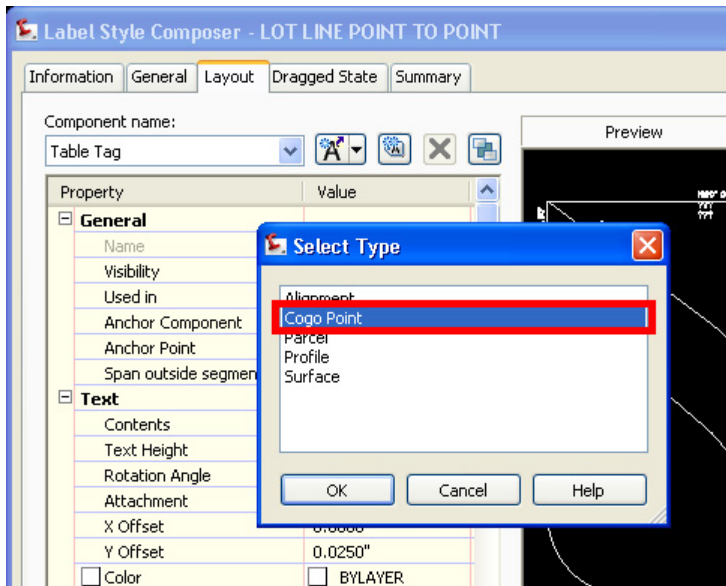 Label Style Composer - LOT LINE POINT TO POINT
Information General Layout Dragged State Summary
Component name:
Table Tag
Preview
Property Value
General
Name
Visibility
Used in
Anchor Component
Anchor Point
Span outside segmen
Text
Contents
Text Height
Rotation Angle
Attachment
X Offset
Y Offset 0.0250"
Color BYLAYER
Select Type
Alignment
Cogo Point
Parcel
Profile
Surface
OK Cancel Help